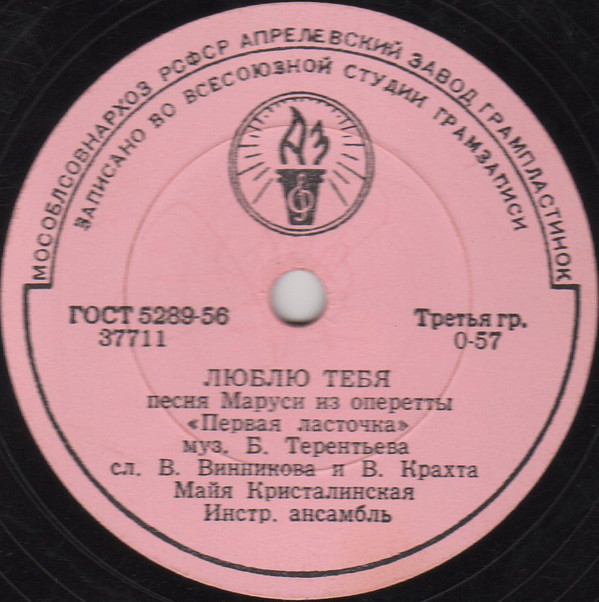 МОСОБЛСОВНАРХОЗ РСФСР АПРЕЛЕВСКИЙ ЗАВОД ГРАМПЛАСТИНОК
ЗАПИСАНО ВО ВСЕСОЮЗНОЙ СТУДИИ ГРАМЗАПИСИ
АЗ
ГОСТ 5289-56
37711
Третья гр.
0-57
ЛЮБЛЮ ТЕБЯ
песня Маруси из оперетты
«Первая ласточка»
муз. Б. Терентьева
сл. В. Винникова и В. Крахта
Майя Кристалинская
Инстр. ансамбль